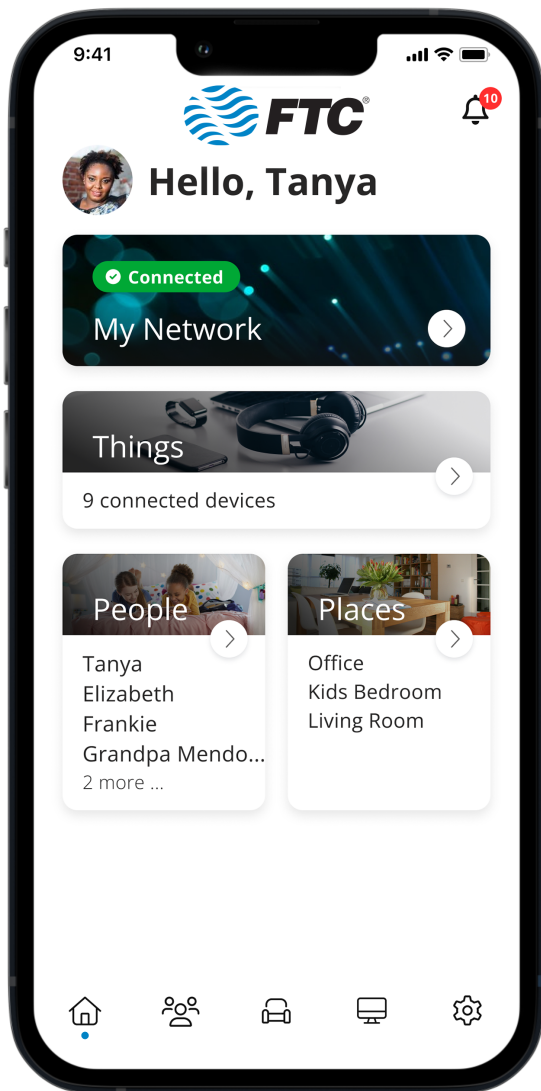 9:41
10
FTC®
Hello, Tanya
Connected
My Network
Things
9 connected devices
People
Tanya
Elizabeth
Frankie
Grandpa Mendo...
2 more ...
Places
Office
Kids Bedroom
Living Room